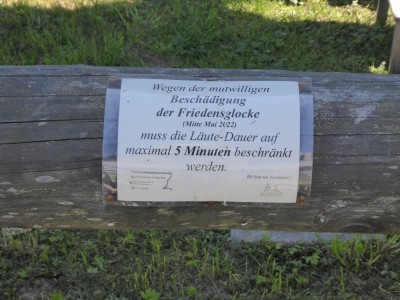 Wegen der mutwilligen
Beschädigung
der Friedensglocke
(Mitte Mai 2022)
muss die Läute-Dauer auf
maximal 5 Minuten beschränkt
werden.